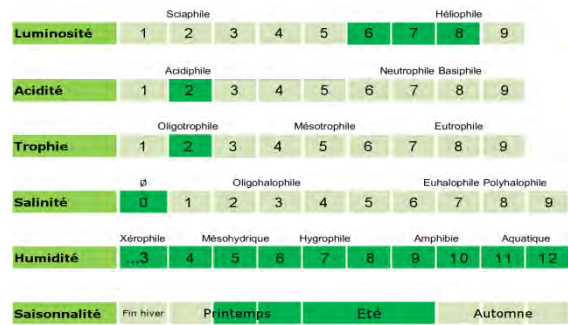 Sciaphile Héliophile
Luminosité 1 2 3 4 5 6 7 8 9
Acidiphile Neutrophile Basiphile
Acidité 1 2 3 4 5 6 7 8 9
Oligotrophile Mésotrophile Eutrophile
Trophie 1 2 3 4 5 6 7 8 9
Ø Oligohalophile Euhalophile Polyhalophile
Salinité 0 1 2 3 4 5 6 7 8 9
Xérophile Mésohydrique Hygrophile Amphibie Aquatique
Humidité ...3 4 5 6 7 8 9 10 11 12
Saisonnalité Fin hiver Printemps Eté Automne